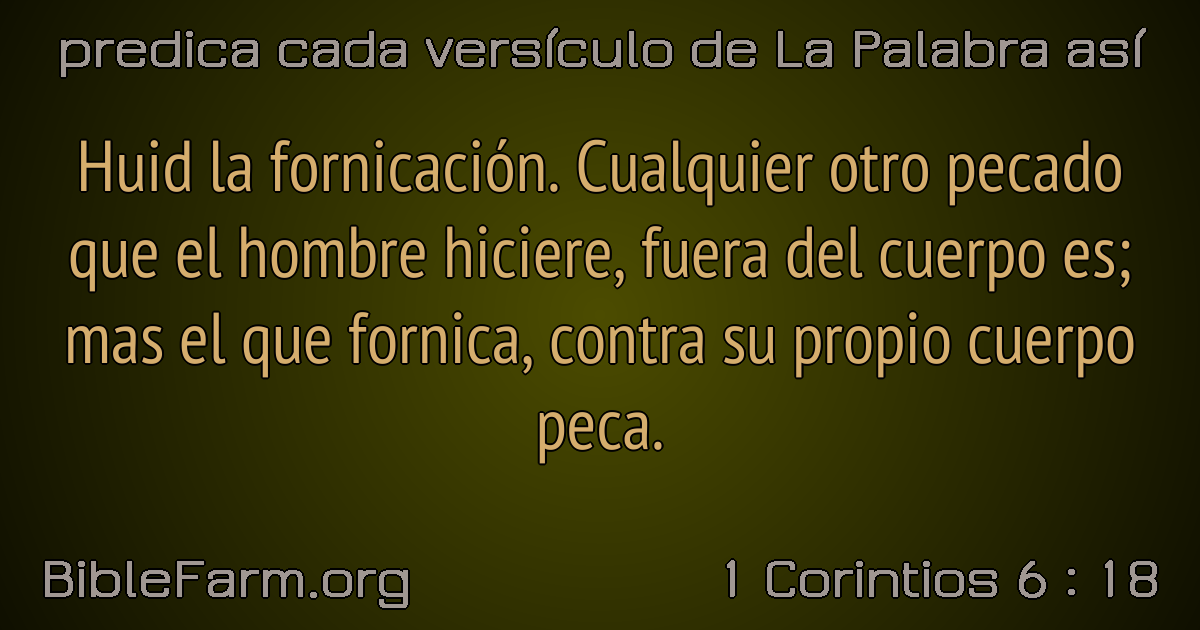 predica cada versículo de La Palabra así
Huid la fornicación. Cualquier otro pecado
que el hombre hiciere, fuera del cuerpo es;
mas el que fornica, contra su propio cuerpo
peca.
BibleFarm.org
1 Corintios 6 : 18